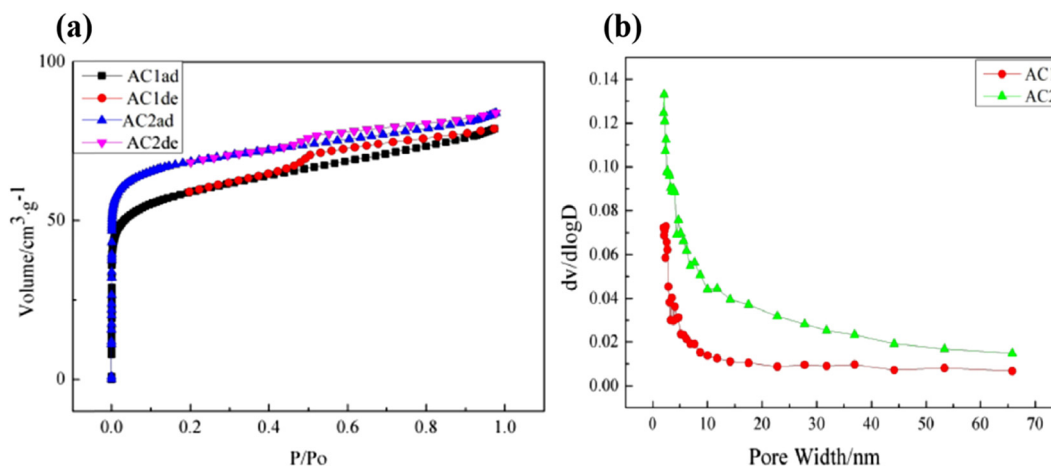 (a)
(b)
AC1ad
AC1de
AC2ad
AC2de
100
50
0
Volume/cm³.g⁻¹
0.0 0.2 0.4 0.6 0.8 1.0
P/Po
AC
AC2
0.14
0.12
0.10
0.08
0.06
0.04
0.02
0.00
dv/dlogD
0 10 20 30 40 50 60 70
Pore Width/nm